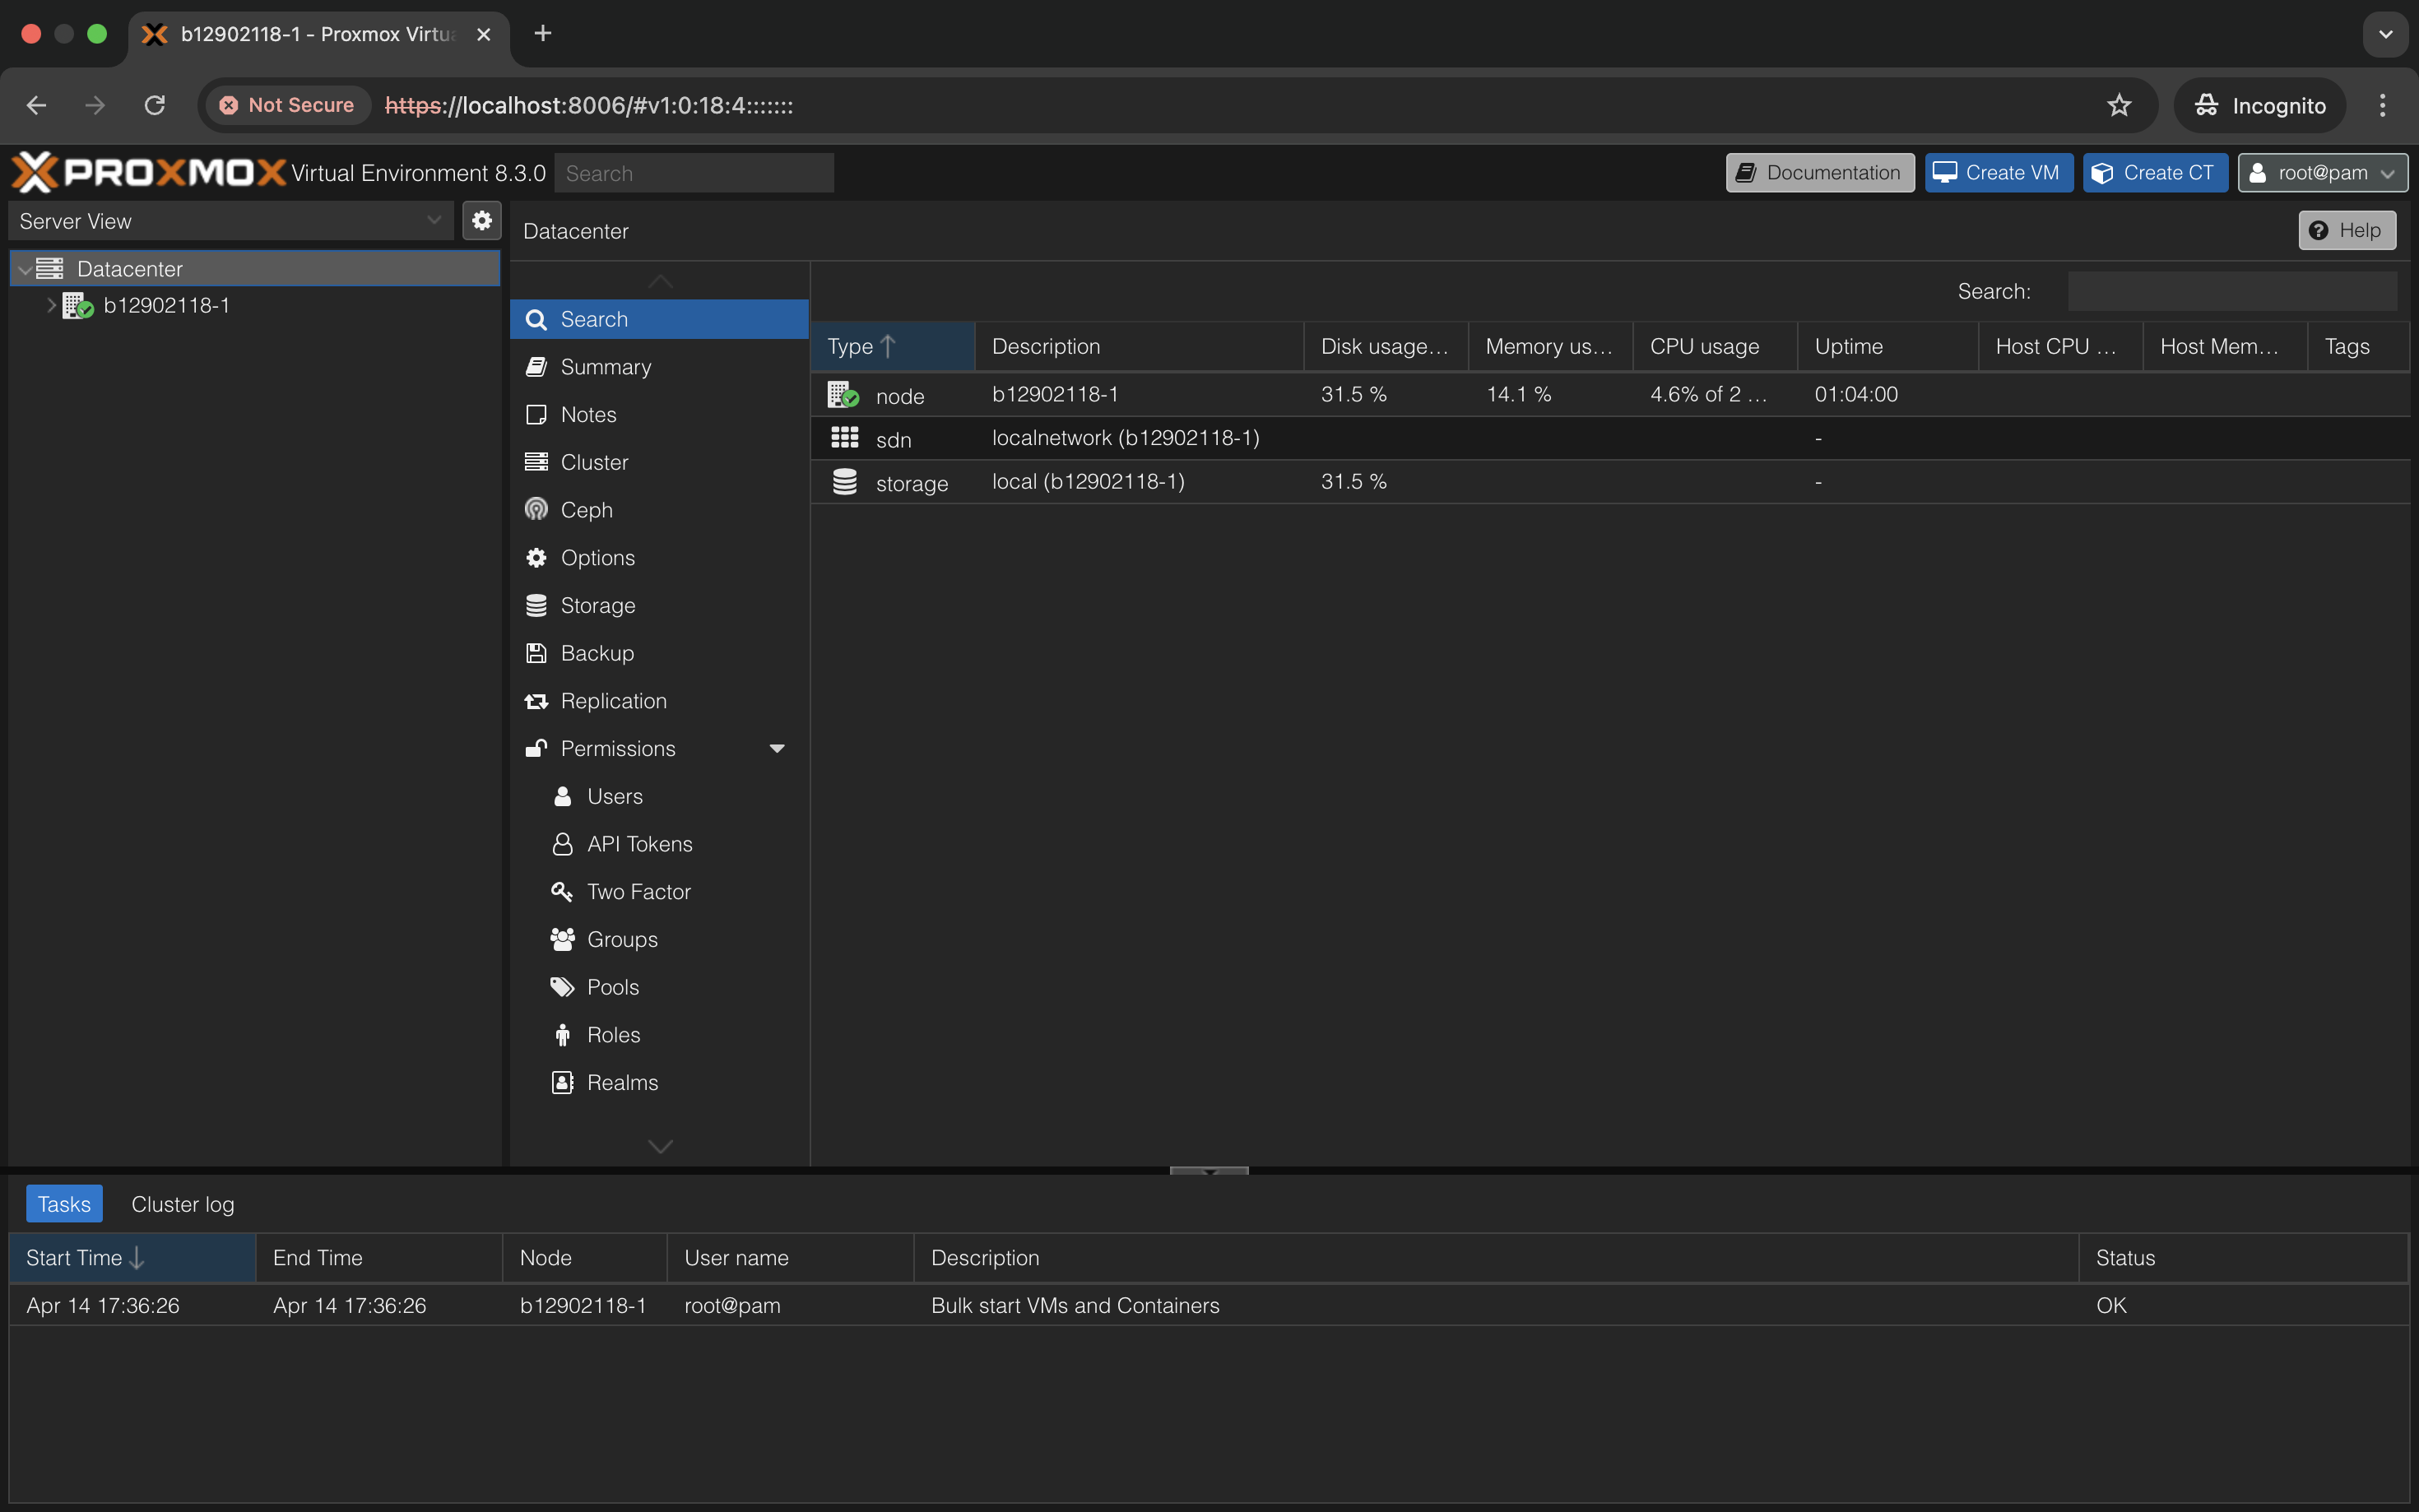 b12902118-1 - Proxmox Virtu
Not Secure https://localhost:8006/#v1:0:18:4::::::: Incognito
PROXMOX Virtual Environment 8.3.0 Search Documentation Create VM Create CT root@pam
Server View
Datacenter Help
Datacenter
b12902118-1
Search:
Search
Summary
Notes
Cluster
Ceph
Options
Storage
Backup
Replication
Permissions
Users
API Tokens
Two Factor
Groups
Pools
Roles
Realms
Type Description Disk usage... Memory us... CPU usage Uptime Host CPU ... Host Mem... Tags
node b12902118-1 31.5 % 14.1 % 4.6% of 2 ... 01:04:00
sdn localnetwork (b12902118-1) -
storage local (b12902118-1) 31.5 % -
Tasks Cluster log
Start Time End Time Node User name Description Status
Apr 14 17:36:26 Apr 14 17:36:26 b12902118-1 root@pam Bulk start VMs and Containers OK